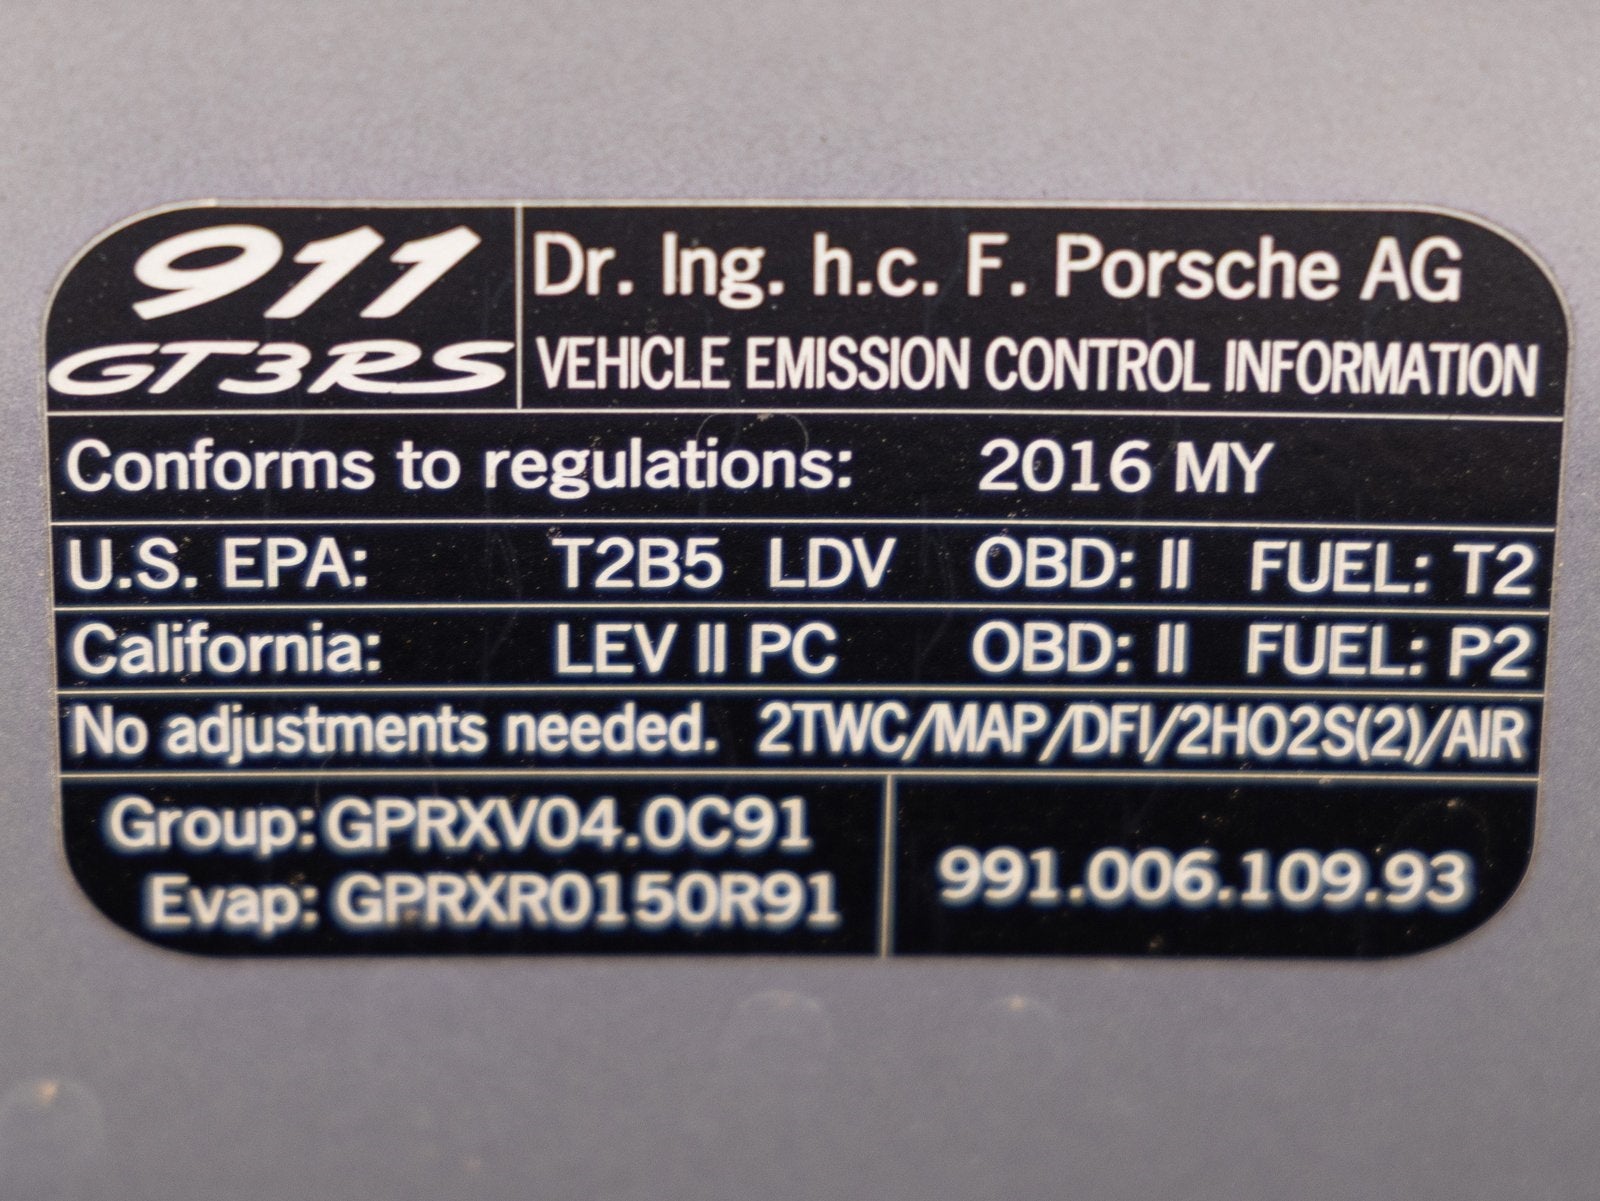 911
GT3RS
Dr. Ing. h.c. F. Porsche AG
VEHICLE EMISSION CONTROL INFORMATION
Conforms to regulations: 2016 MY
U.S. EPA: T2B5 LDV OBD: II FUEL: T2
California: LEV II PC OBD: II FUEL: P2
No adjustments needed. 2TWC/MAP/DFI/2HO2S(2)/AIR
Group: GPRXV04.0C91
Evap: GPRXR0150R91
991.006.109.93